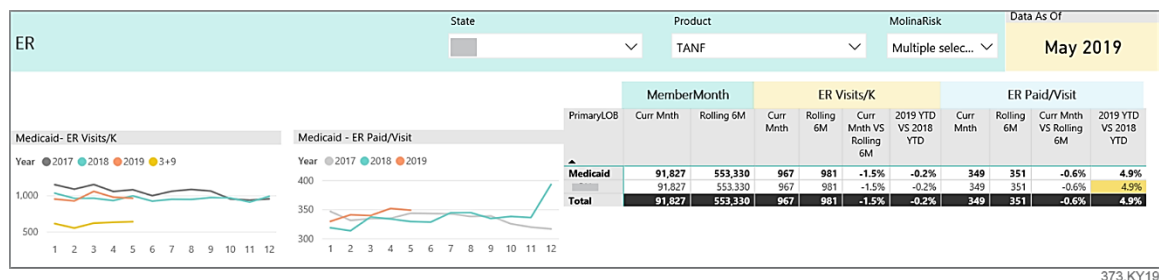 ER
State
Product
TANF
MolinaRisk
Multiple selec...
Data As Of
May 2019
MemberMonth ER Visits/K ER Paid/Visit
PrimaryLOB Curr Mnth Rolling 6M Curr Mnth Rolling 6M Curr Mnth VS Rolling 6M 2019 YTD VS 2018 YTD Curr Mnth Rolling 6M Curr Mnth VS Rolling 6M 2019 YTD VS 2018 YTD
Medicaid 91,827 553,330 967 981 -1.5% -0.2% 349 351 -0.6% 4.9%
91,827 553,330 967 981 -1.5% -0.2% 349 351 -0.6% 4.9%
Total 91,827 553,330 967 981 -1.5% -0.2% 349 351 -0.6% 4.9%
Medicaid- ER Visits/K
Year 2017 2018 2019 3+9
1,000
500
1 2 3 4 5 6 7 8 9 10 11 12
Medicaid - ER Paid/Visit
Year 2017 2018 2019
400
350
300
1 2 3 4 5 6 7 8 9 10 11 12
373.KY19